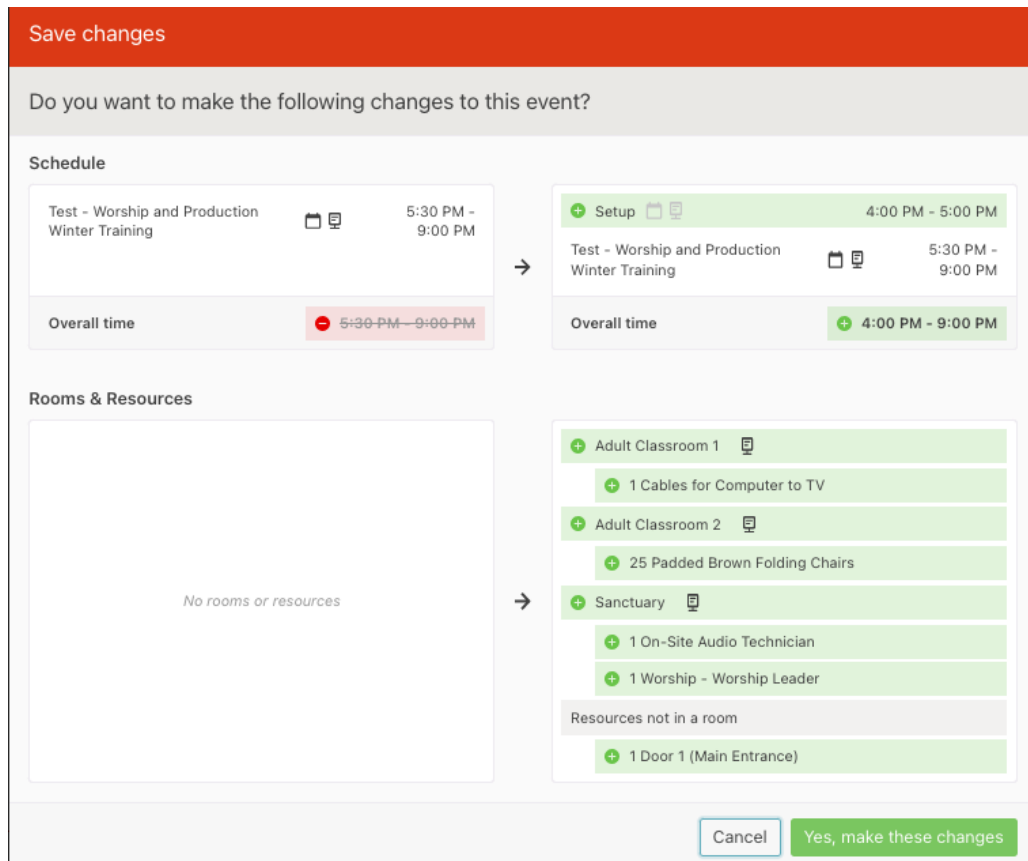 Save changes
Do you want to make the following changes to this event?
Schedule
Test - Worship and Production
Winter Training
5:30 PM -
9:00 PM
Overall time
5:30 PM - 9:00 PM
Setup
4:00 PM - 5:00 PM
Test - Worship and Production
Winter Training
5:30 PM -
9:00 PM
Overall time
4:00 PM - 9:00 PM
Rooms & Resources
No rooms or resources
Adult Classroom 1
1 Cables for Computer to TV
Adult Classroom 2
25 Padded Brown Folding Chairs
Sanctuary
1 On-Site Audio Technician
1 Worship - Worship Leader
Resources not in a room
1 Door 1 (Main Entrance)
Cancel
Yes, make these changes